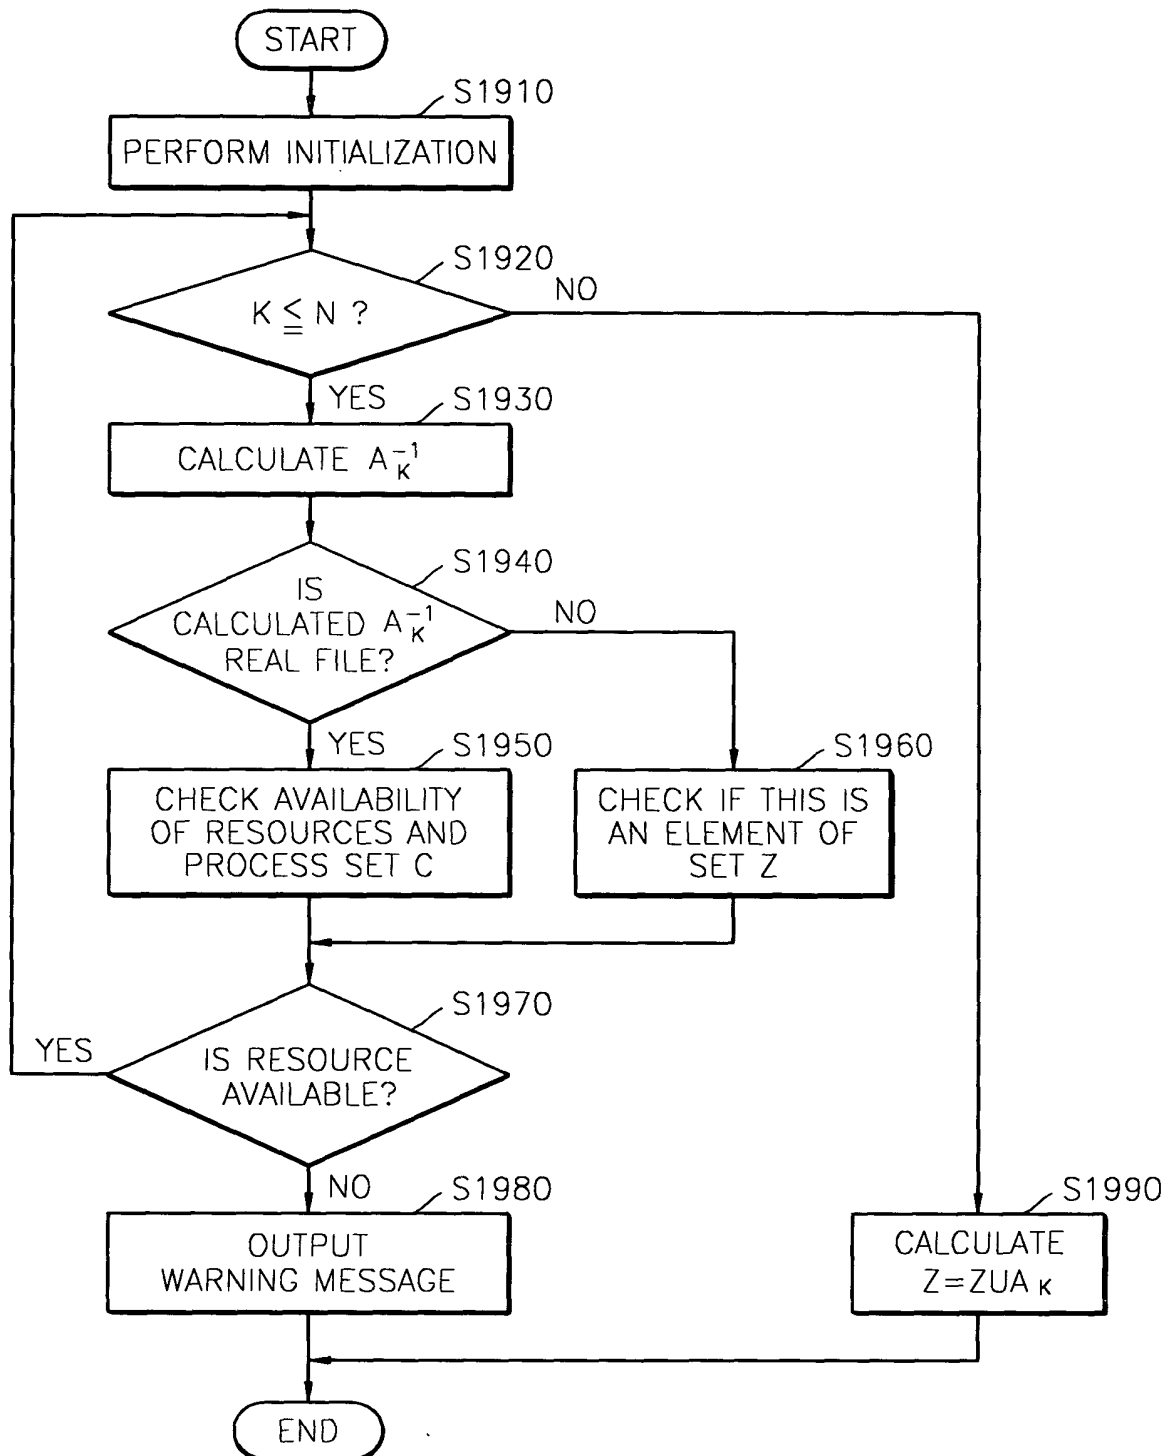 START
S1910
PERFORM INITIALIZATION
S1920
K ≦ N ?
NO
YES
S1930
CALCULATE A_K^-1
S1940
IS
CALCULATED A_K^-1
REAL FILE?
NO
YES
S1950
CHECK AVAILABILITY
OF RESOURCES AND
PROCESS SET C
S1960
CHECK IF THIS IS
AN ELEMENT OF
SET Z
S1970
IS RESOURCE
AVAILABLE?
YES
NO
S1980
OUTPUT
WARNING MESSAGE
S1990
CALCULATE
Z=ZUA_K
END